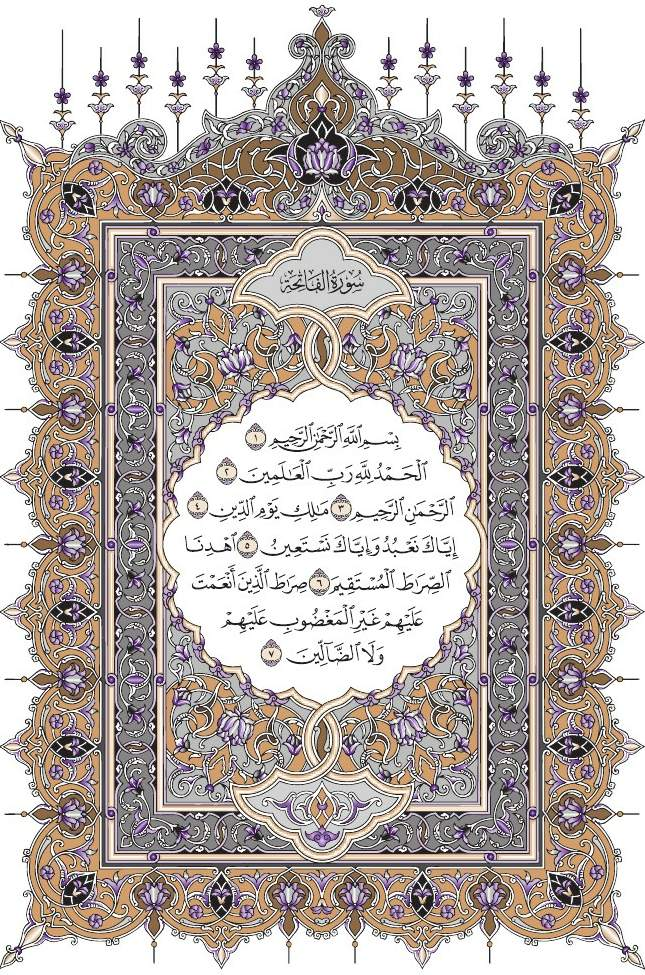 سُورَةُ الفَاتِحَةِ
بِسْمِ ٱللَّهِ ٱلرَّحْمَٰنِ ٱلرَّحِيمِ ١
ٱلْحَمْدُ لِلَّهِ رَبِّ ٱلْعَٰلَمِينَ ٢
ٱلرَّحْمَٰنِ ٱلرَّحِيمِ ٣ مَٰلِكِ يَوْمِ ٱلدِّينِ ٤
إِيَّاكَ نَعْبُدُ وَإِيَّاكَ نَسْتَعِينُ ٥ ٱهْدِنَا
ٱلصِّرَٰطَ ٱلْمُسْتَقِيمَ ٦ صِرَٰطَ ٱلَّذِينَ أَنْعَمْتَ
عَلَيْهِمْ غَيْرِ ٱلْمَغْضُوبِ عَلَيْهِمْ
وَلَا ٱلضَّآلِّينَ ٧